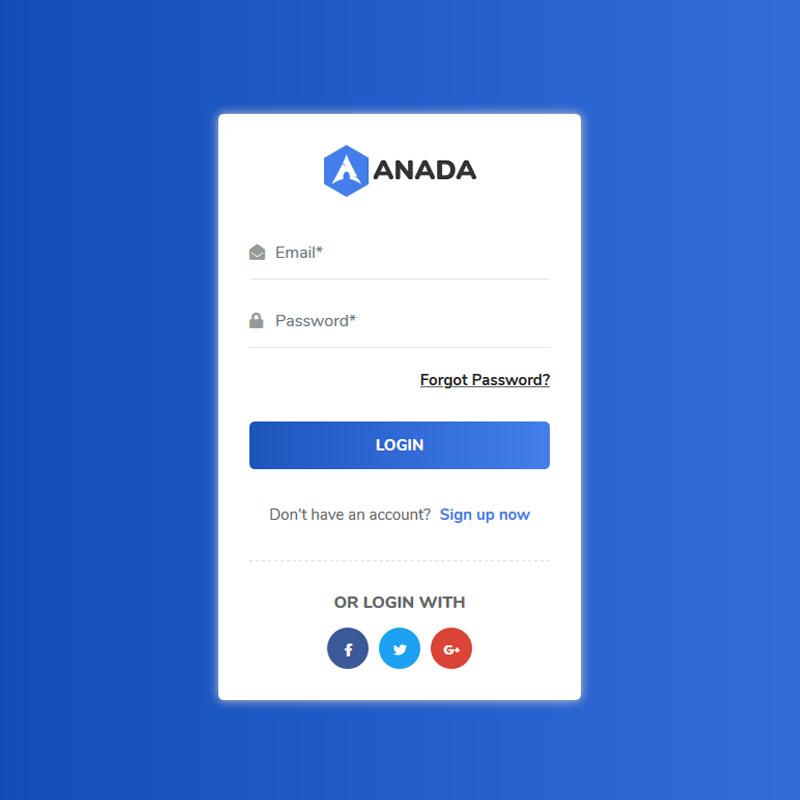 ANADA
Email*
Password*
Forgot Password?
LOGIN
Don't have an account? Sign up now
OR LOGIN WITH
f G+